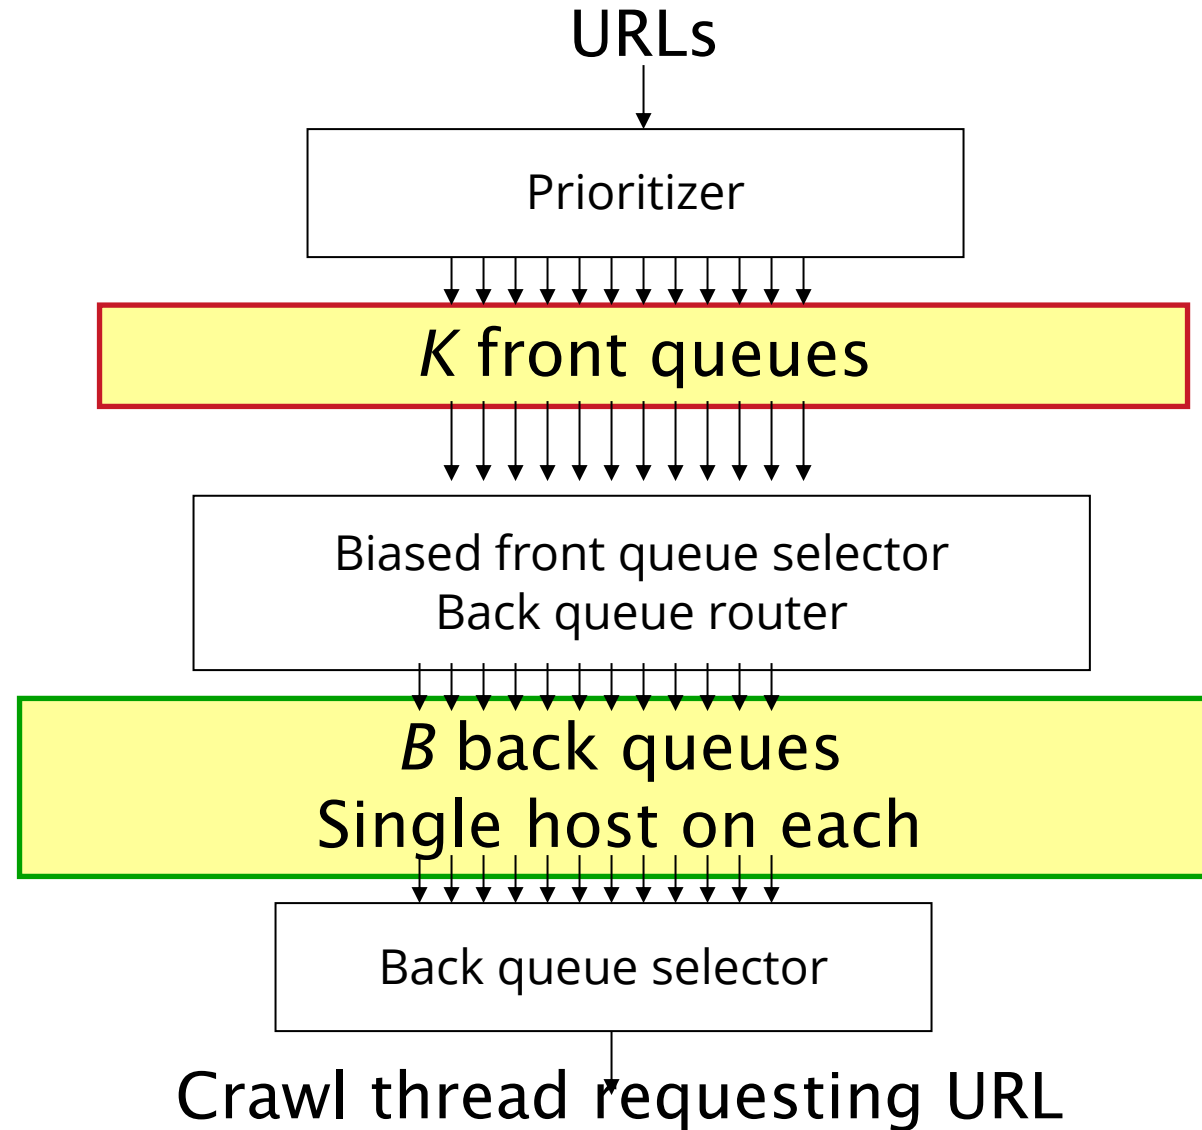 URLs
Prioritizer
K front queues
Biased front queue selector
Back queue router
B back queues
Single host on each
Back queue selector
Crawl thread requesting URL